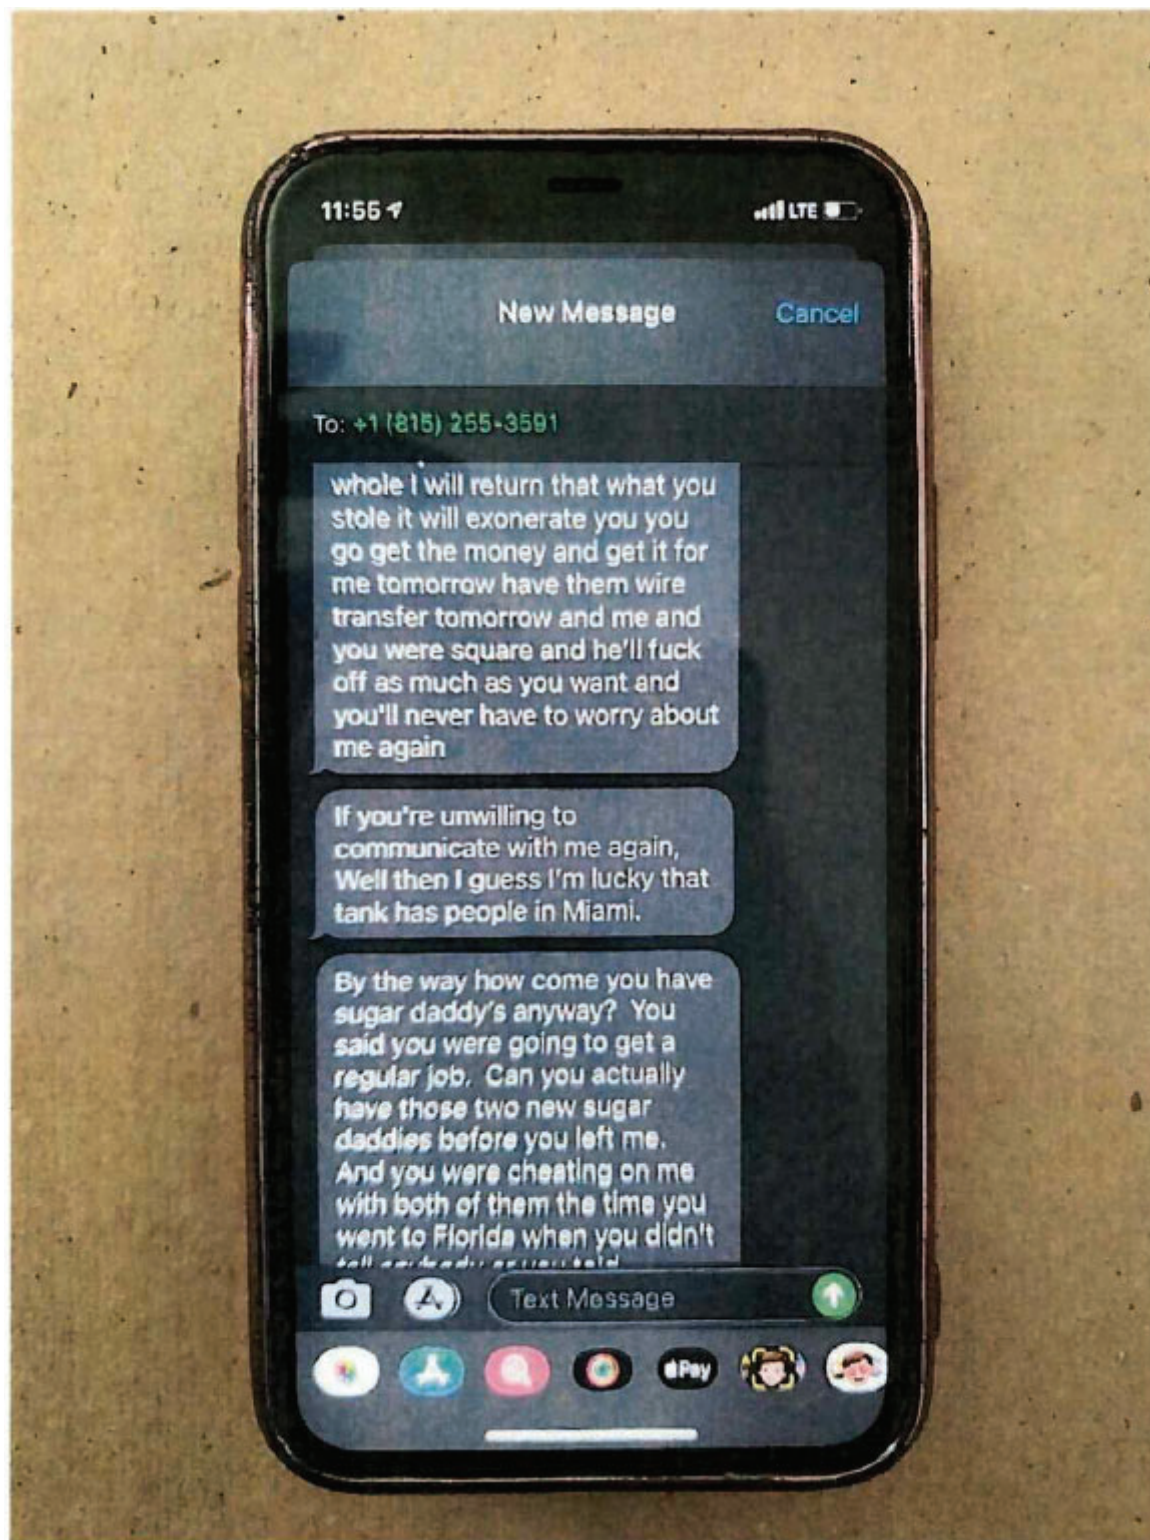 11:55
LTE
New Message
Cancel
To: +1 (815) 255-3591
whole I will return that what you
stole it will exonerate you you
go get the money and get it for
me tomorrow have them wire
transfer tomorrow and me and
you were square and he'll fuck
off as much as you want and
you'll never have to worry about
me again
If you're unwilling to
communicate with me again,
Well then I guess I'm lucky that
tank has people in Miami.
By the way how come you have
sugar daddy's anyway? You
said you were going to get a
regular job. Can you actually
have those two new sugar
daddies before you left me.
And you were cheating on me
with both of them the time you
went to Florida when you didn't
Text Message
Pay